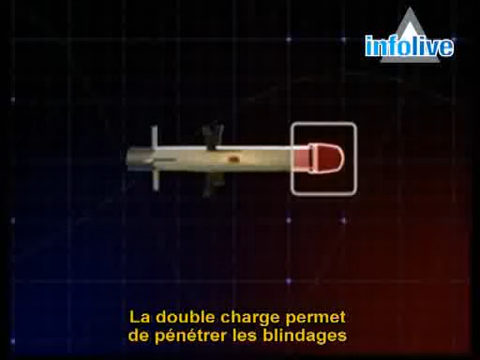 infolive
La double charge permet
de pénétrer les blindages